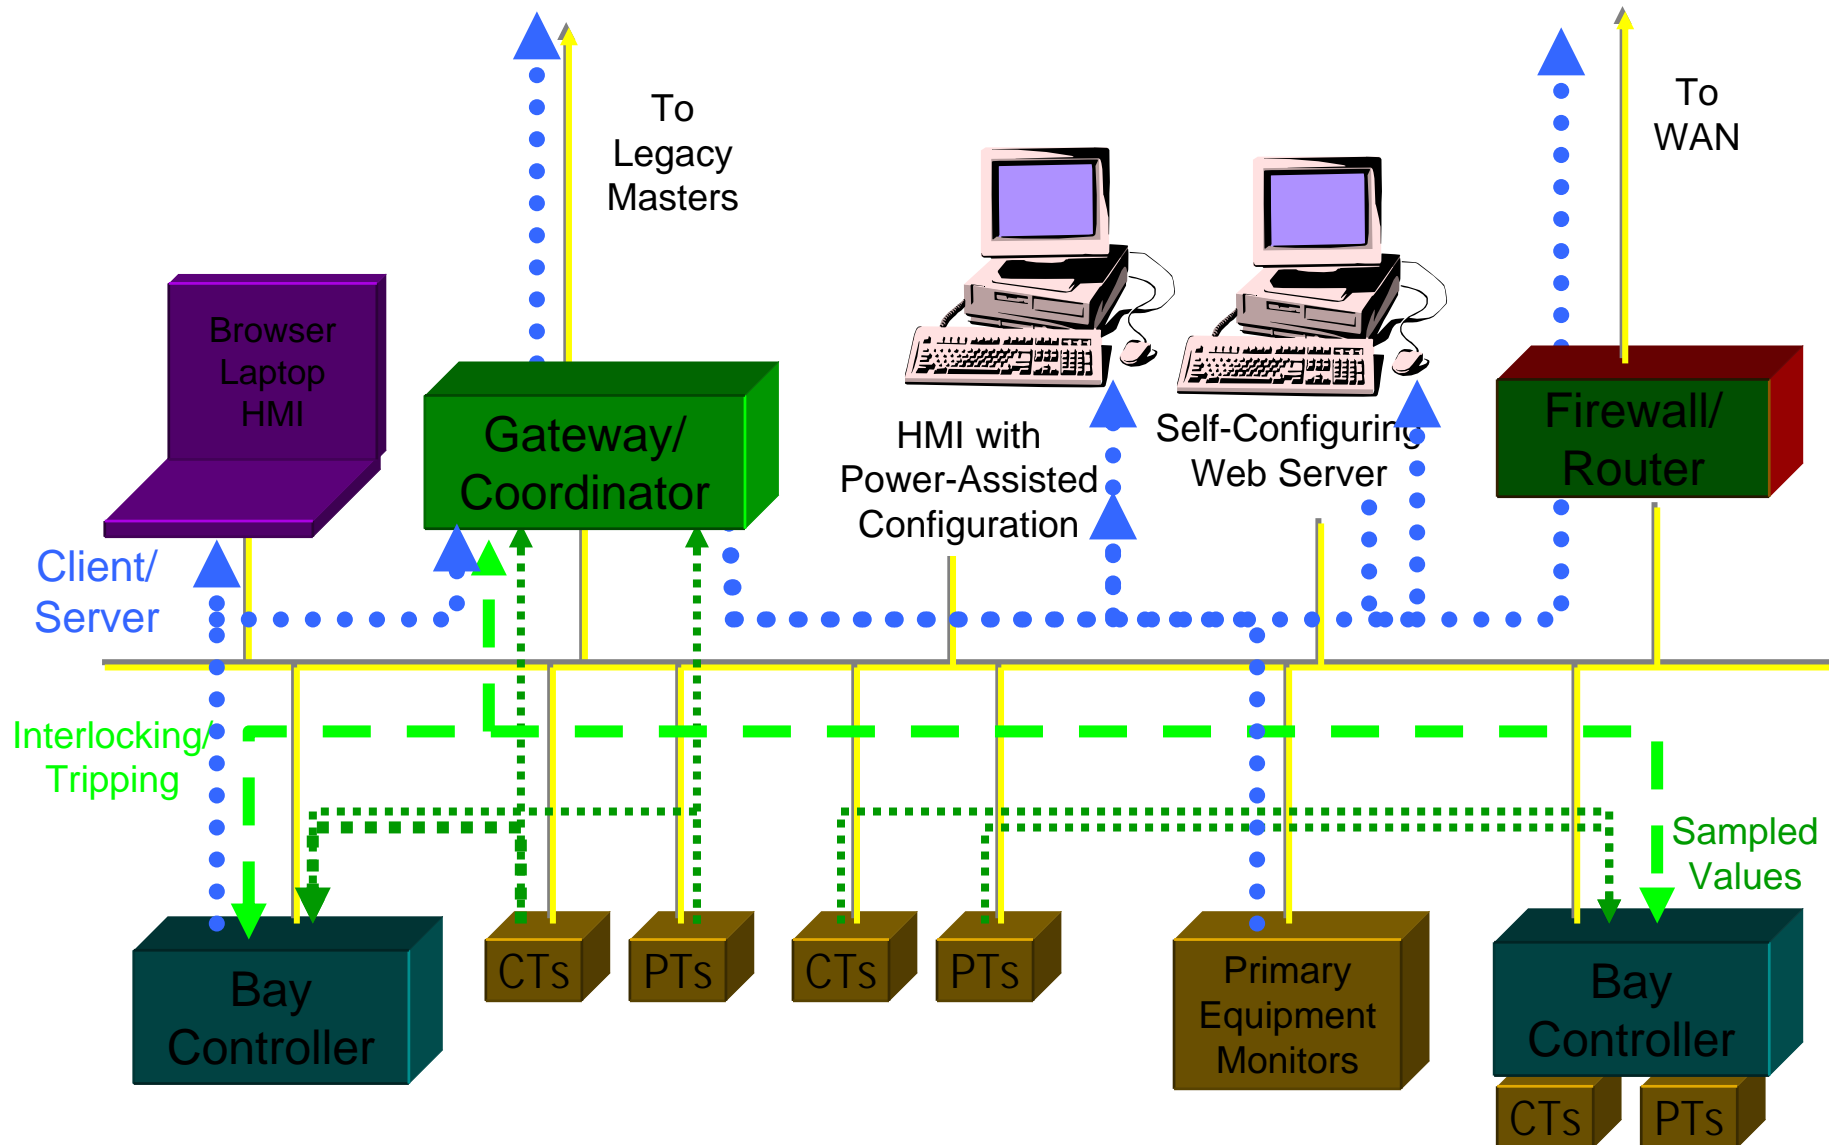 To
Legacy
Masters
To
WAN
Browser
Laptop
HMI
Gateway/
Coordinator
HMI with
Power-Assisted
Configuration
Self-Configuring
Web Server
Firewall/
Router
Client/
Server
Interlocking/
Tripping
Sampled
Values
Bay
Controller
CTs
PTs
CTs
PTs
Primary
Equipment
Monitors
Bay
Controller
CTs
PTs